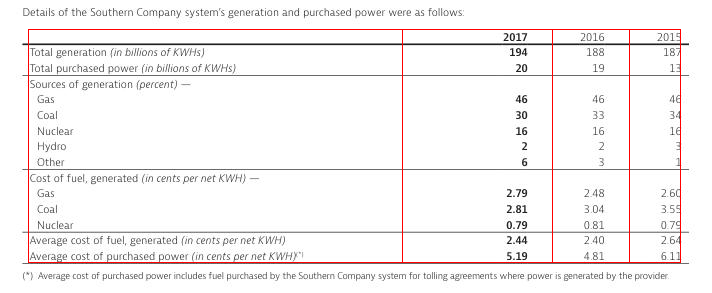 Details of the Southern Company system's generation and purchased power were as follows:
2017 2016 2015
Total generation (in billions of KWHs) 194 188 187
Total purchased power (in billions of KWHs) 20 19 13
Sources of generation (percent) —
Gas 46 46 46
Coal 30 33 34
Nuclear 16 16 16
Hydro 2 2 3
Other 6 3 1
Cost of fuel, generated (in cents per net KWH) —
Gas 2.79 2.48 2.60
Coal 2.81 3.04 3.55
Nuclear 0.79 0.81 0.79
Average cost of fuel, generated (in cents per net KWH) 2.44 2.40 2.64
Average cost of purchased power (in cents per net KWH)(*) 5.19 4.81 6.11
(*) Average cost of purchased power includes fuel purchased by the Southern Company system for tolling agreements where power is generated by the provider.